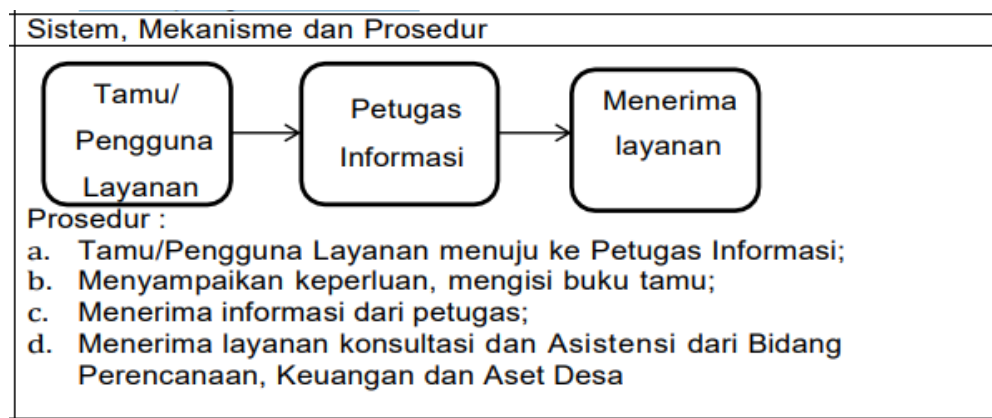 Sistem, Mekanisme dan Prosedur
Tamu/
Pengguna
Layanan
Petugas
Informasi
Menerima
layanan
Prosedur :
a. Tamu/Pengguna Layanan menuju ke Petugas Informasi;
b. Menyampaikan keperluan, mengisi buku tamu;
c. Menerima informasi dari petugas;
d. Menerima layanan konsultasi dan Asistensi dari Bidang
Perencanaan, Keuangan dan Aset Desa